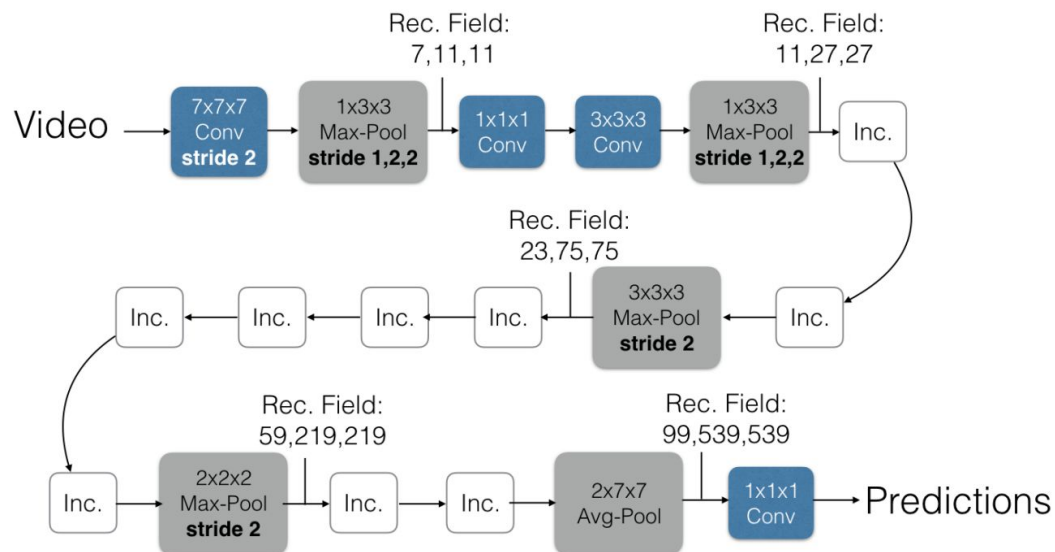 Rec. Field:
7,11,11
Rec. Field:
11,27,27
Video
7x7x7
Conv
stride 2
1x3x3
Max-Pool
stride 1,2,2
1x1x1
Conv
3x3x3
Conv
1x3x3
Max-Pool
stride 1,2,2
Inc.
Rec. Field:
23,75,75
Inc.
Inc.
Inc.
Inc.
3x3x3
Max-Pool
stride 2
Inc.
Rec. Field:
59,219,219
Rec. Field:
99,539,539
Inc.
2x2x2
Max-Pool
stride 2
Inc.
Inc.
2x7x7
Avg-Pool
1x1x1
Conv
Predictions